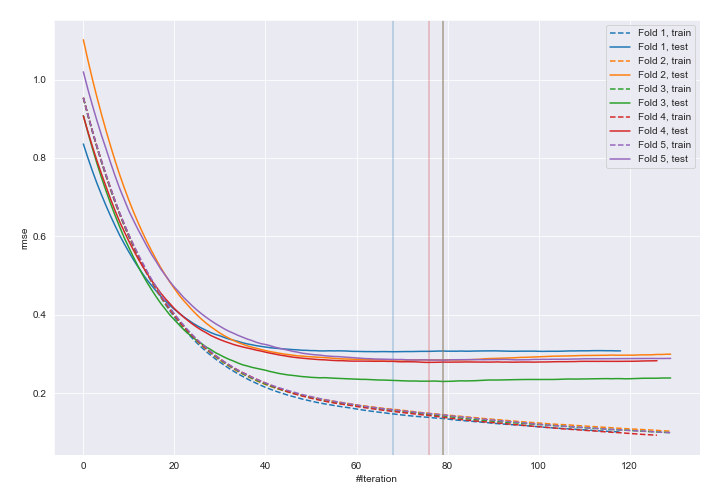 Fold 1, train
Fold 1, test
Fold 2, train
Fold 2, test
Fold 3, train
Fold 3, test
Fold 4, train
Fold 4, test
Fold 5, train
Fold 5, test
1.0
0.8
0.6
0.4
0.2
rmse
0 20 40 60 80 100 120
#Iteration